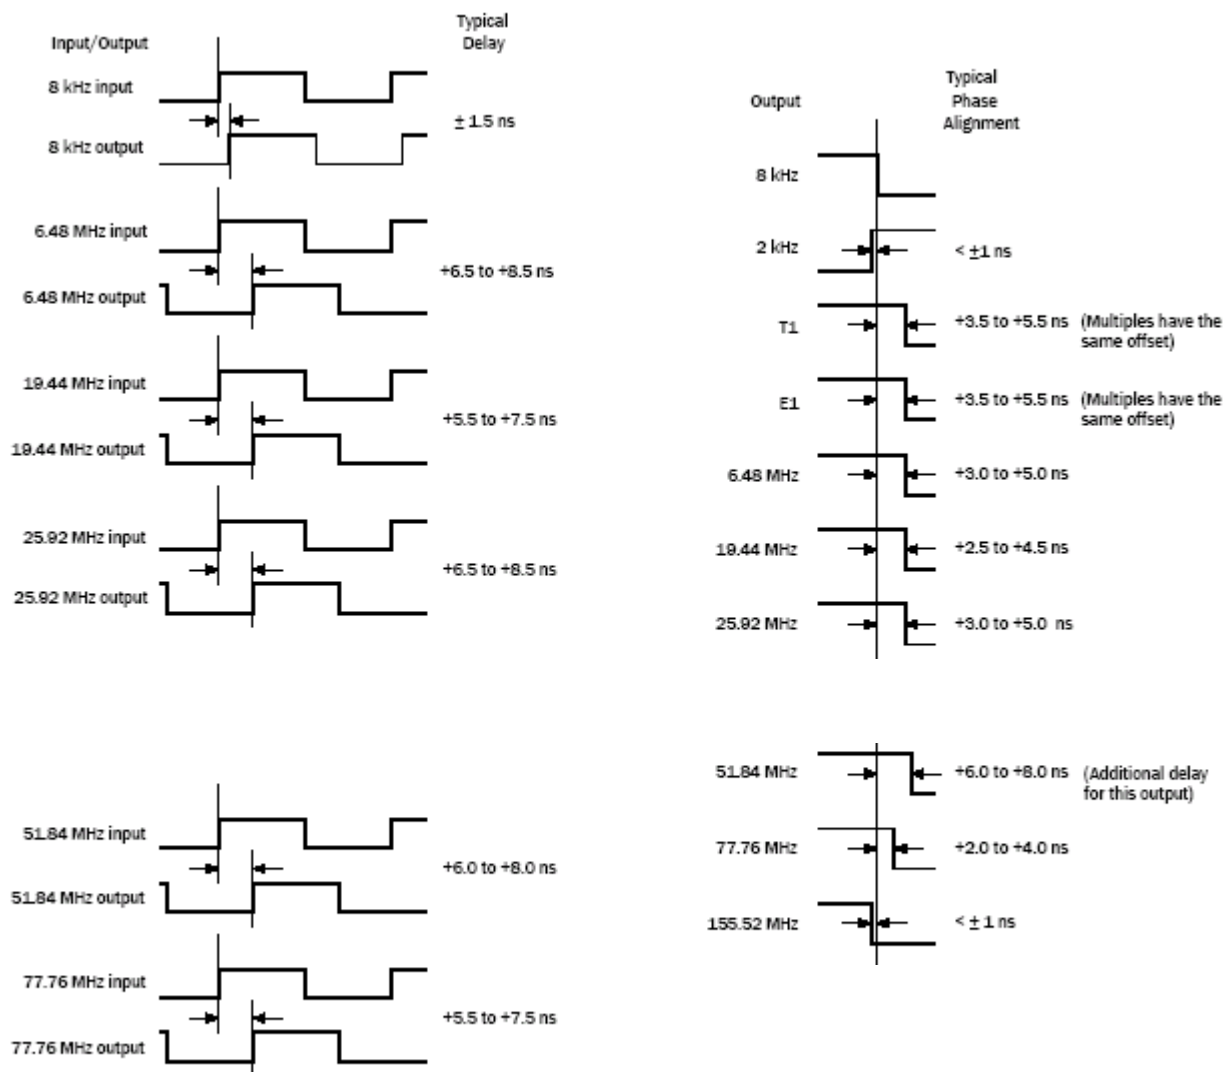 Input/Output
Typical
Delay
8 kHz input
± 1.5 ns
8 kHz output
6.48 MHz input
+6.5 to +8.5 ns
6.48 MHz output
19.44 MHz input
+5.5 to +7.5 ns
19.44 MHz output
25.92 MHz input
+6.5 to +8.5 ns
25.92 MHz output
51.84 MHz input
+6.0 to +8.0 ns
51.84 MHz output
77.76 MHz input
+5.5 to +7.5 ns
77.76 MHz output
Output
Typical
Phase
Alignment
8 kHz
2 kHz
< ±1 ns
T1
+3.5 to +5.5 ns (Multiples have the
same offset)
E1
+3.5 to +5.5 ns (Multiples have the
same offset)
6.48 MHz
+3.0 to +5.0 ns
19.44 MHz
+2.5 to +4.5 ns
25.92 MHz
+3.0 to +5.0 ns
51.84 MHz
+6.0 to +8.0 ns (Additional delay
for this output)
77.76 MHz
+2.0 to +4.0 ns
155.52 MHz
< ± 1 ns